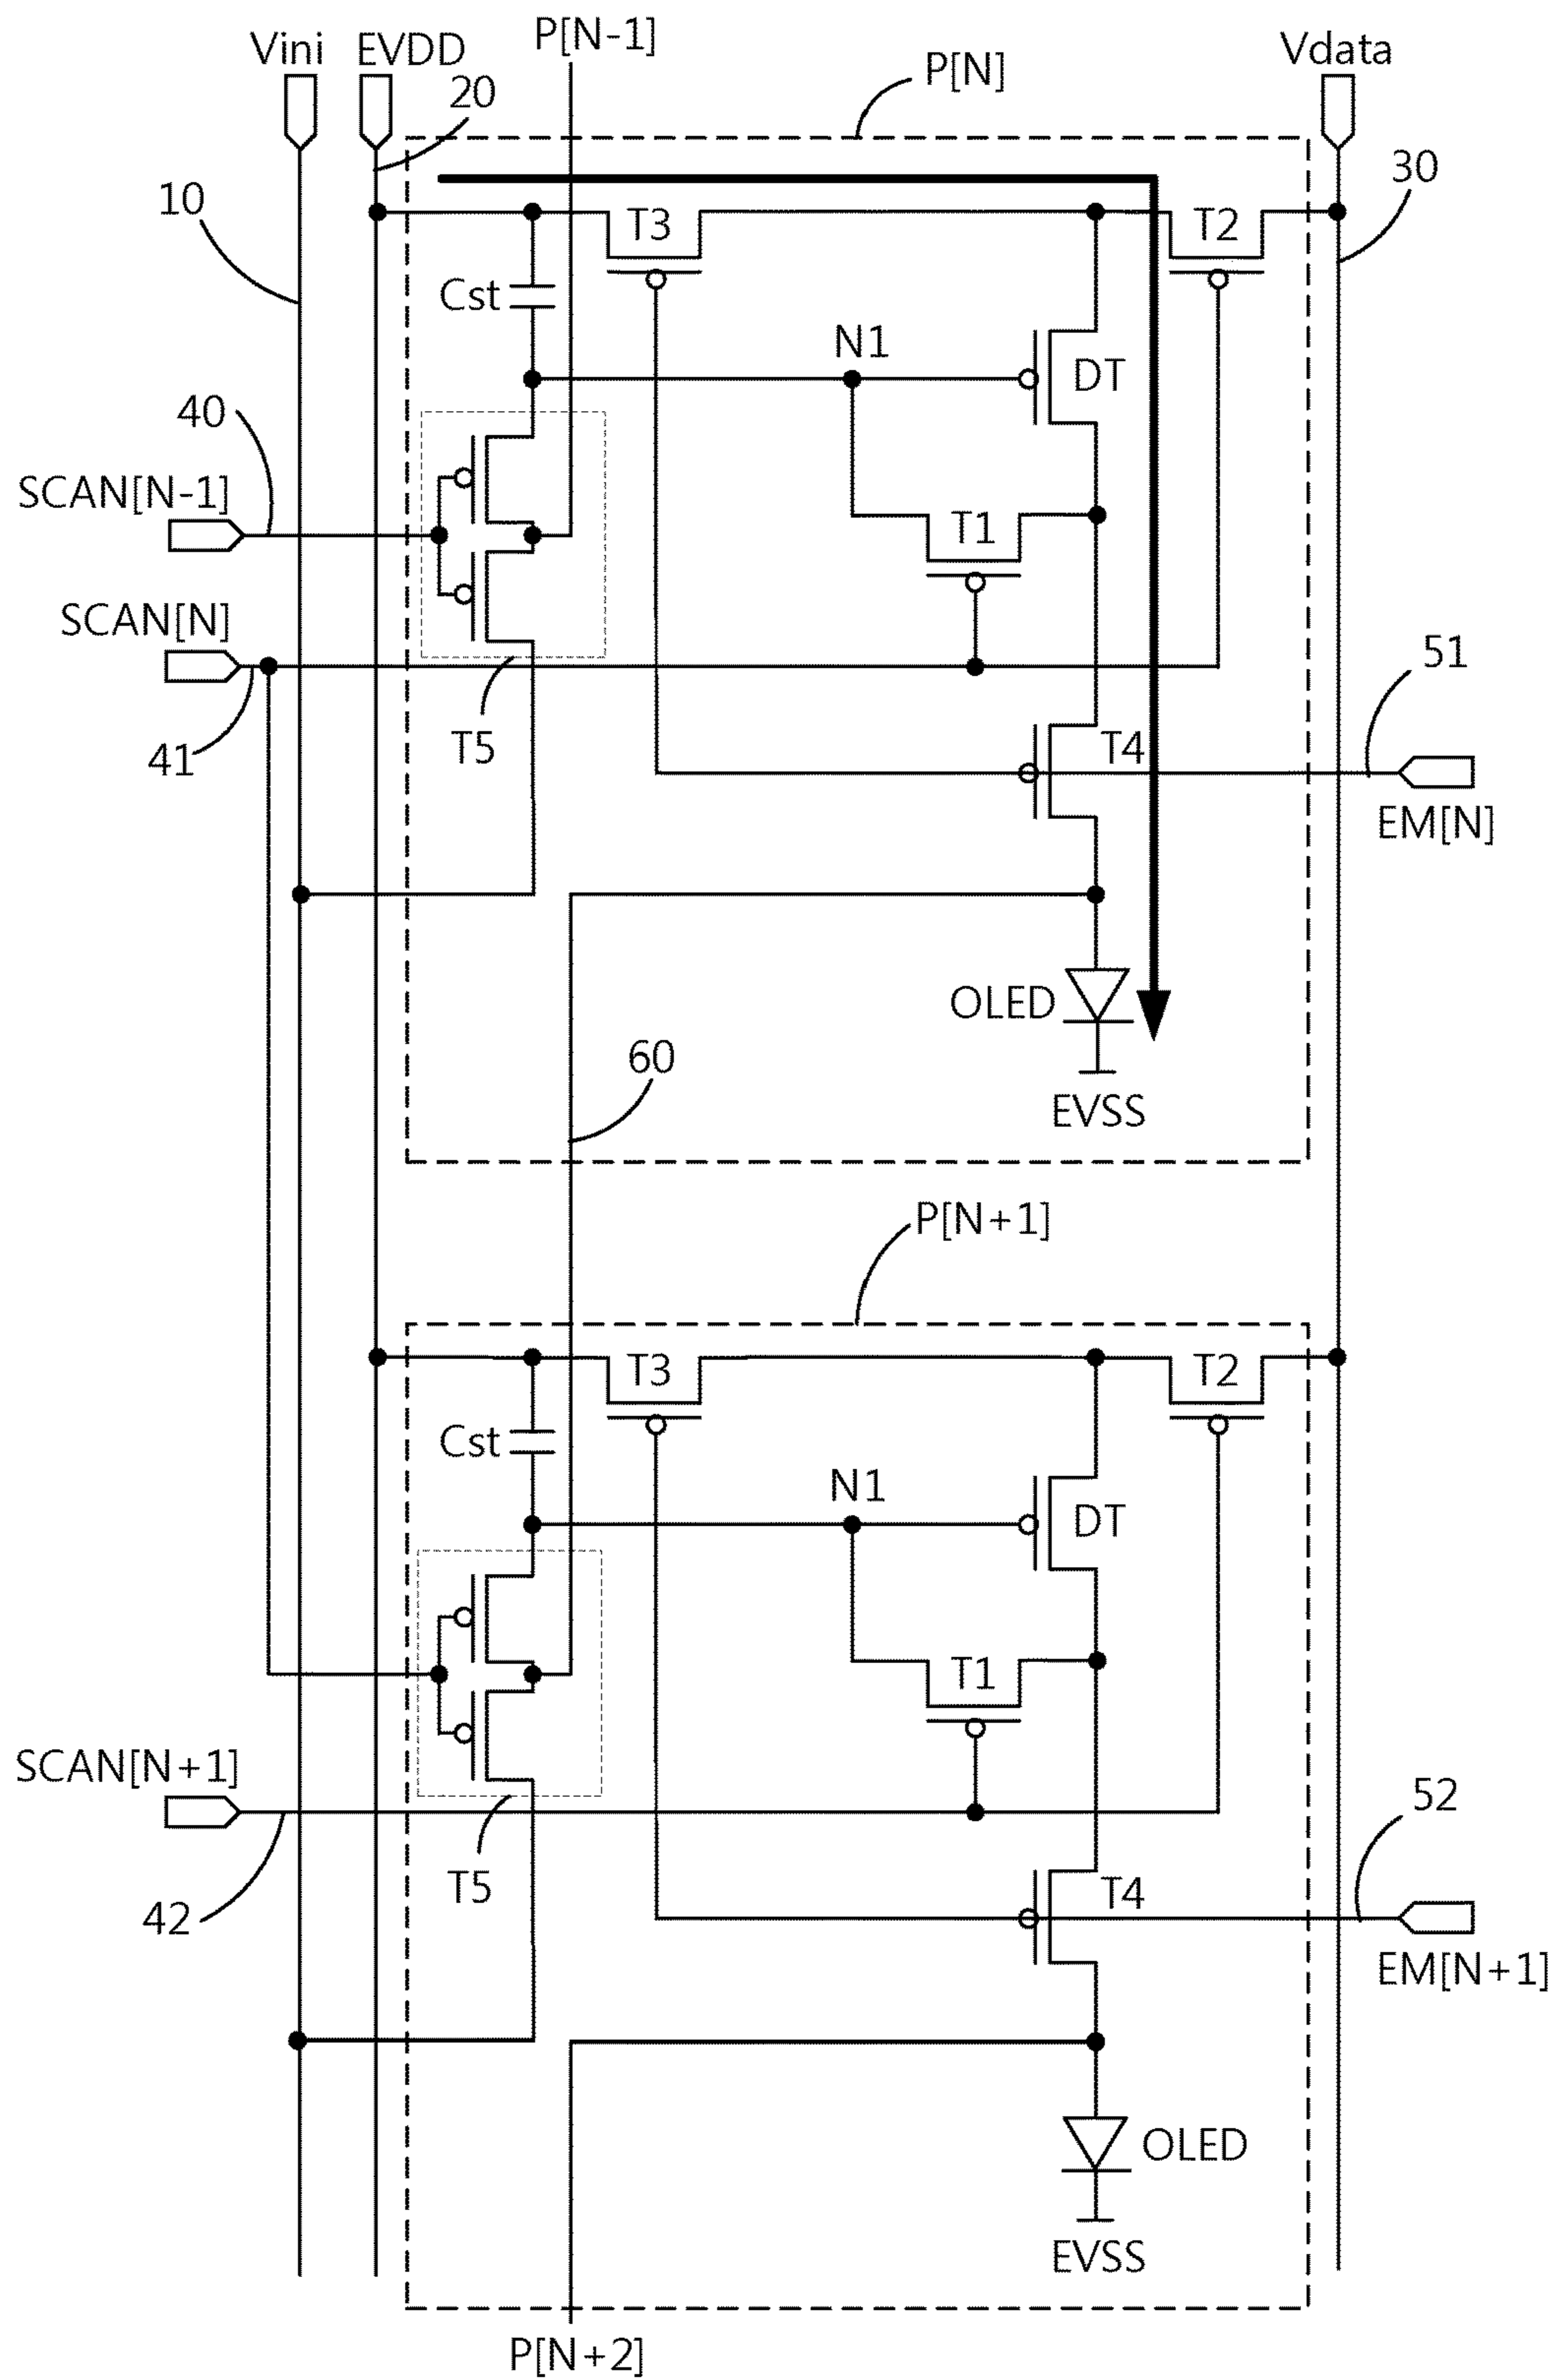 P[N-1]
Vini
EVDD
Vdata
P[N]
20
30
10
T3
T2
Cst
N1
DT
40
SCAN[N-1]
T1
SCAN[N]
51
T5
T4
41
EM[N]
OLED
60
EVSS
P[N+1]
T3
T2
Cst
N1
DT
T1
SCAN[N+1]
52
T5
T4
42
EM[N+1]
OLED
EVSS
P[N+2]